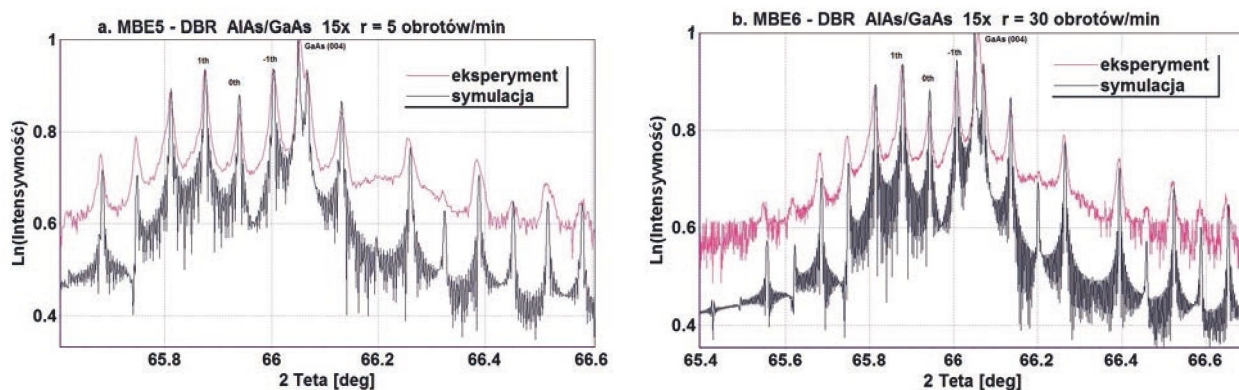 a. MBE5 - DBR AlAs/GaAs 15x r = 5 obrotów/min
1
0.8
0.6
0.4
Ln(Intensywność)
1th
0th
-1th
GaAs (004)
eksperyment
symulacja
65.8
66
66.2
66.4
66.6
2 Teta [deg]
b. MBE6 - DBR AlAs/GaAs 15x r = 30 obrotów/min
1
0.8
0.6
0.4
Ln(Intensywność)
1th
0th
-1th
GaAs (004)
eksperyment
symulacja
65.4
65.6
65.8
66
66.2
66.4
66.6
2 Teta [deg]